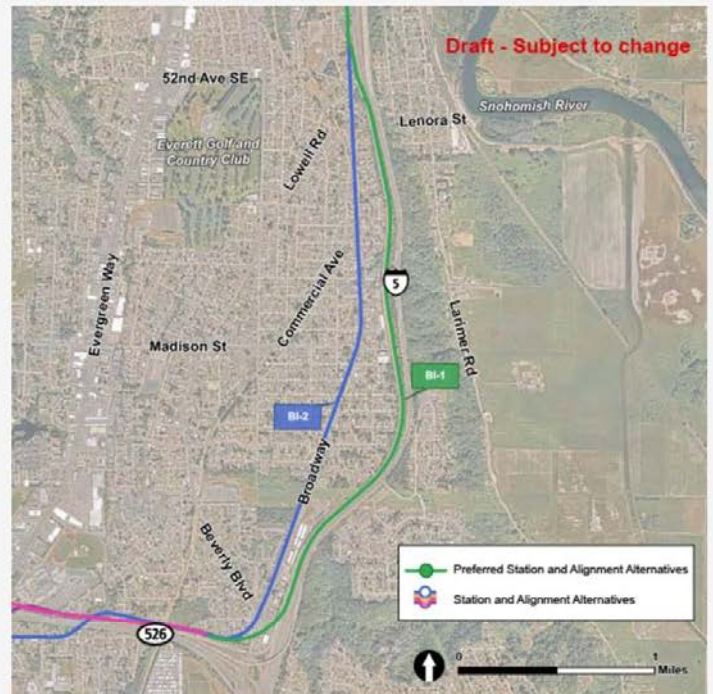 Draft - Subject to change
52nd Ave SE
Snohomish River
Lenora St
Everett Golf and
Country Club
Lowell Rd
Commercial Ave
5
Evergreen Way
Larimer Rd
Madison St
BI-1
BI-2
Broadway
Beverly Blvd
Preferred Station and Alignment Alternatives
Station and Alignment Alternatives
526
0 1
Miles